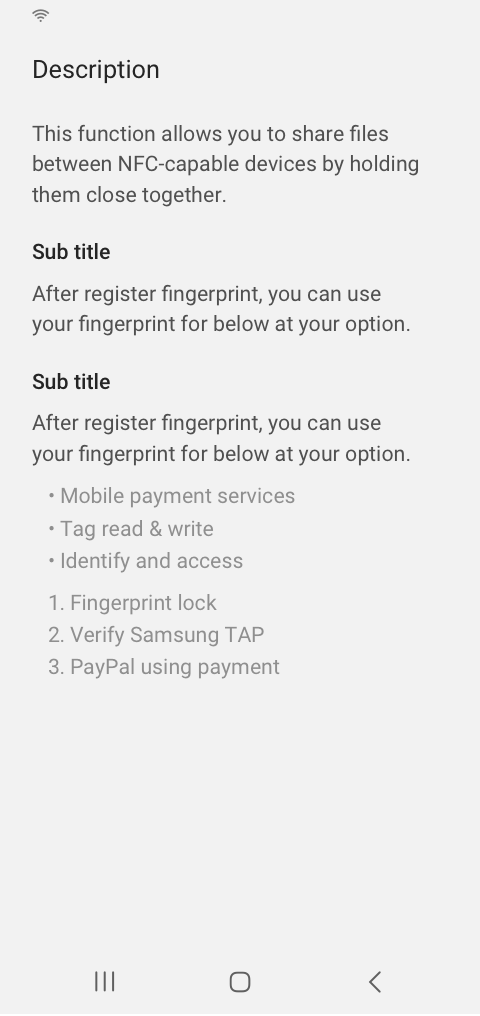 Description
This function allows you to share files
between NFC-capable devices by holding
them close together.
Sub title
After register fingerprint, you can use
your fingerprint for below at your option.
Sub title
After register fingerprint, you can use
your fingerprint for below at your option.
• Mobile payment services
• Tag read & write
• Identify and access
1. Fingerprint lock
2. Verify Samsung TAP
3. PayPal using payment